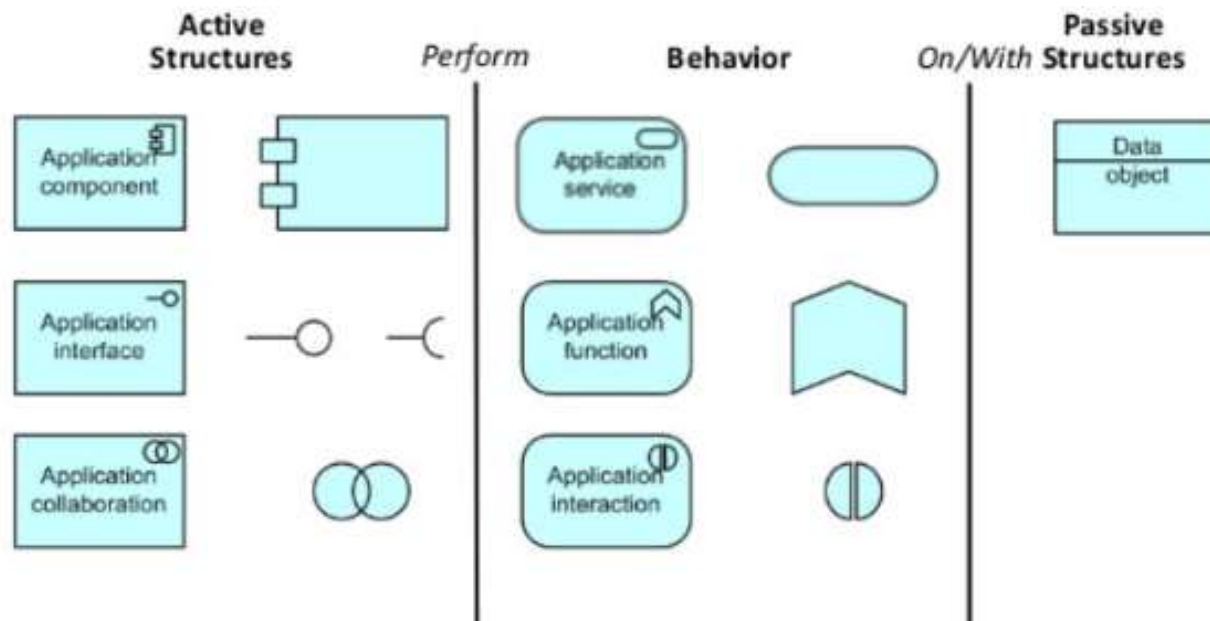 Active
Structures
Perform
Behavior
On/With
Passive
Structures
Application
component
Application
service
Data
object
Application
interface
Application
function
Application
collaboration
Application
interaction